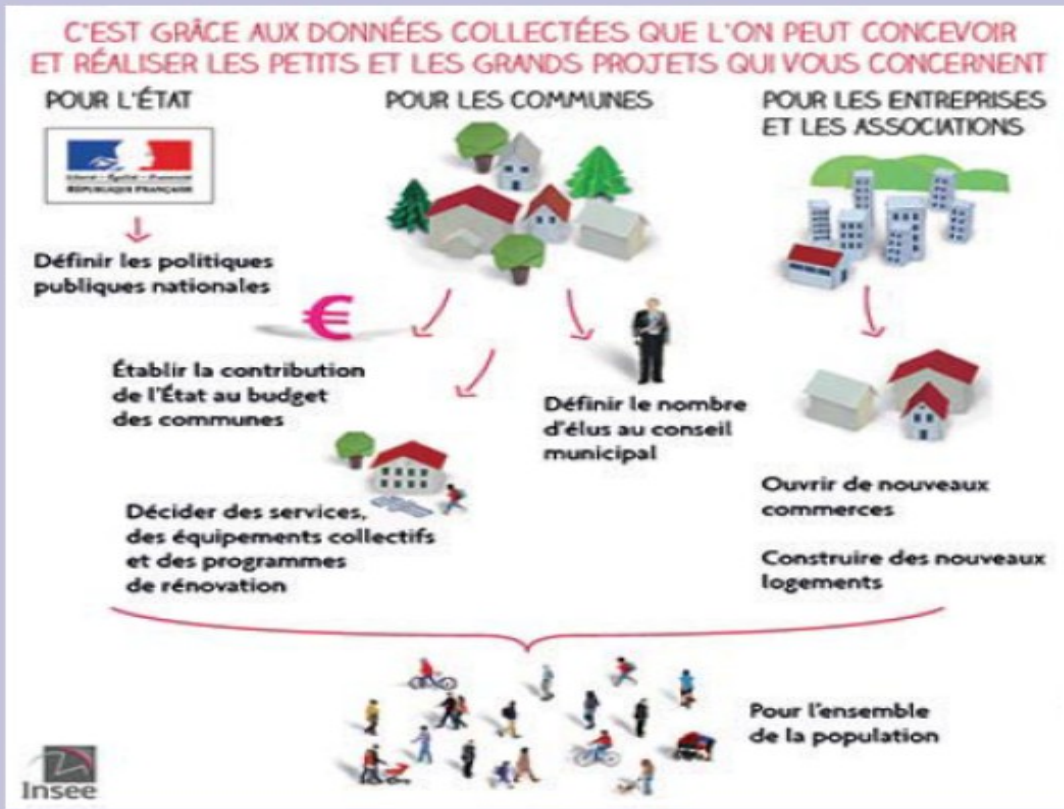 C'EST GRÂCE AUX DONNÉES COLLECTÉES QUE L'ON PEUT CONCEVOIR
ET RÉALISER LES PETITS ET LES GRANDS PROJETS QUI VOUS CONCERNENT
POUR L'ÉTAT
Liberté • Égalité • Fraternité
RÉPUBLIQUE FRANÇAISE
Définir les politiques
publiques nationales
POUR LES COMMUNES
€
Établir la contribution
de l'État au budget
des communes
Décider des services,
des équipements collectifs
et des programmes
de rénovation
Définir le nombre
d'élus au conseil
municipal
POUR LES ENTREPRISES
ET LES ASSOCIATIONS
Ouvrir de nouveaux
commerces
Construire des nouveaux
logements
Pour l'ensemble
de la population
Insee